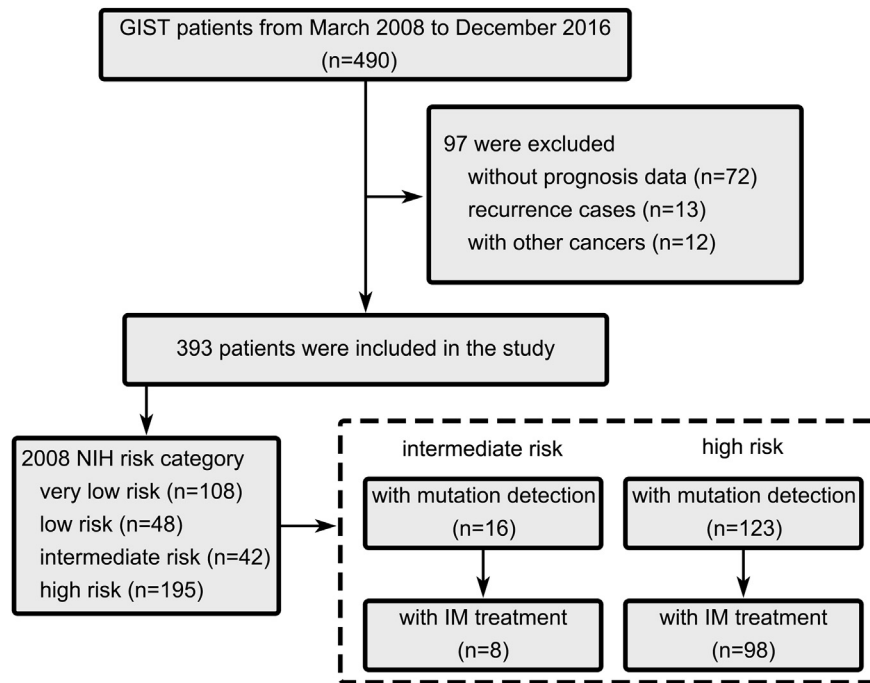 GIST patients from March 2008 to December 2016
(n=490)
97 were excluded
without prognosis data (n=72)
recurrence cases (n=13)
with other cancers (n=12)
393 patients were included in the study
2008 NIH risk category
very low risk (n=108)
low risk (n=48)
intermediate risk (n=42)
high risk (n=195)
intermediate risk
with mutation detection
(n=16)
with IM treatment
(n=8)
high risk
with mutation detection
(n=123)
with IM treatment
(n=98)